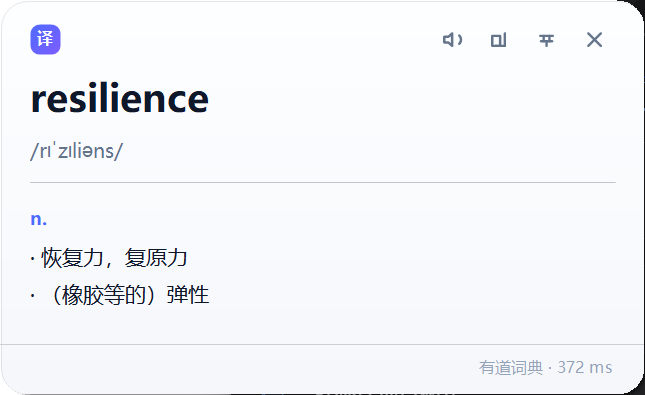 译
resilience
/rɪˈzɪliəns/
n.
· 恢复力，复原力
· （橡胶等的）弹性
有道词典 · 372 ms